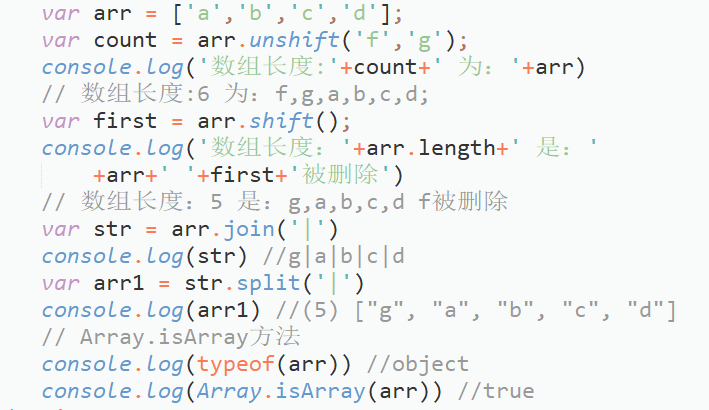 var arr = ['a','b','c','d'];
var count = arr.unshift('f','g');
console.log('数组长度:'+count+' 为：'+arr)
// 数组长度:6 为：f,g,a,b,c,d;
var first = arr.shift();
console.log('数组长度：'+arr.length+' 是：'
+arr+' '+first+'被删除')
// 数组长度：5 是：g,a,b,c,d f被删除
var str = arr.join('|')
console.log(str) //g|a|b|c|d
var arr1 = str.split('|')
console.log(arr1) //(5) ["g", "a", "b", "c", "d"]
// Array.isArray方法
console.log(typeof(arr)) //object
console.log(Array.isArray(arr)) //true